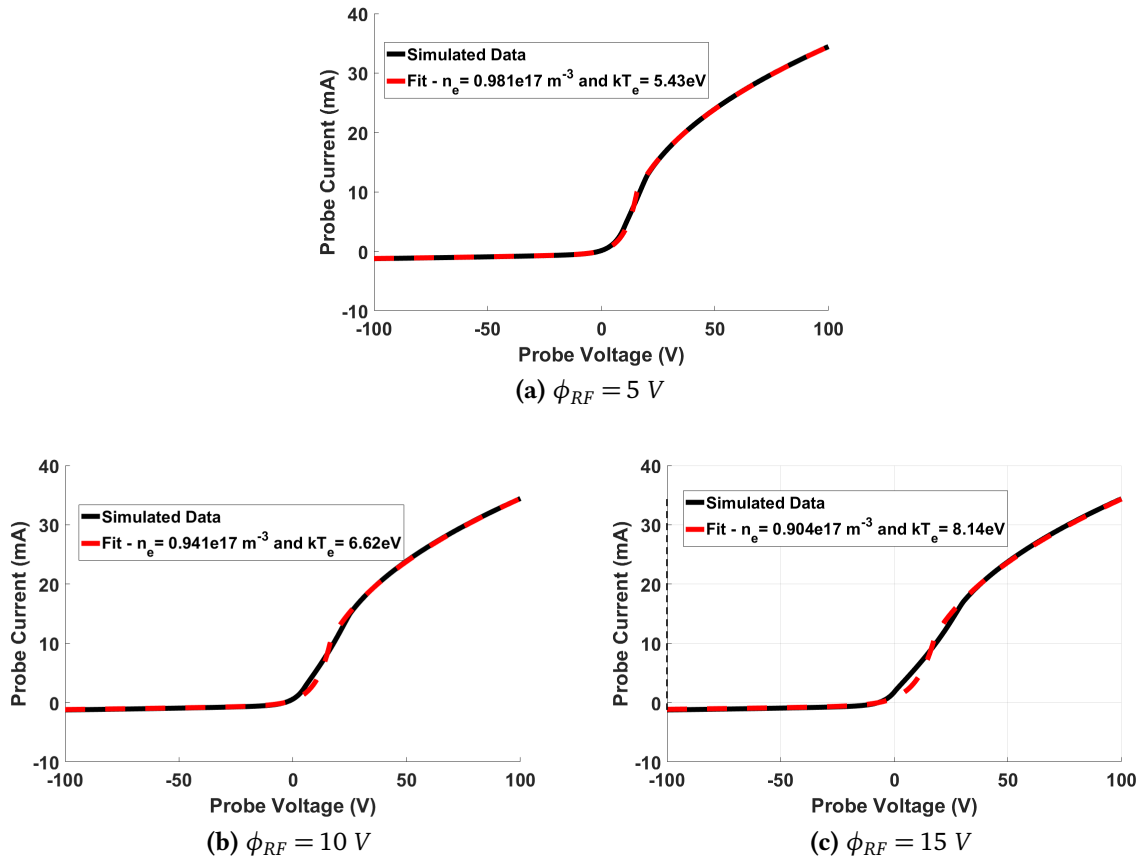 40
30
20
10
0
-10
Probe Current (mA)
Simulated Data
Fit - n_e= 0.981e17 m^-3 and kT_e= 5.43eV
-100 -50 0 50 100
Probe Voltage (V)
(a) ϕ_RF = 5 V
40
30
20
10
0
-10
Probe Current (mA)
Simulated Data
Fit - n_e= 0.941e17 m^-3 and kT_e= 6.62eV
-100 -50 0 50 100
Probe Voltage (V)
(b) ϕ_RF = 10 V
40
30
20
10
0
-10
Probe Current (mA)
Simulated Data
Fit - n_e= 0.904e17 m^-3 and kT_e= 8.14eV
-100 -50 0 50 100
Probe Voltage (V)
(c) ϕ_RF = 15 V